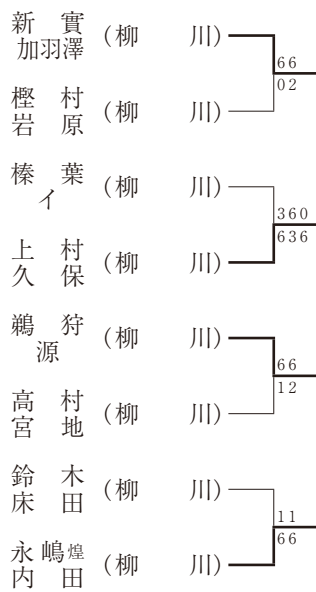 新實
加羽澤
(柳川)
66
02
樫村
岩原
(柳川)
榛葉
イ
(柳川)
360
636
上村
久保
(柳川)
鵜狩
源
(柳川)
66
12
高村
宮地
(柳川)
鈴木
床田
(柳川)
11
66
永嶋煌
内田
(柳川)